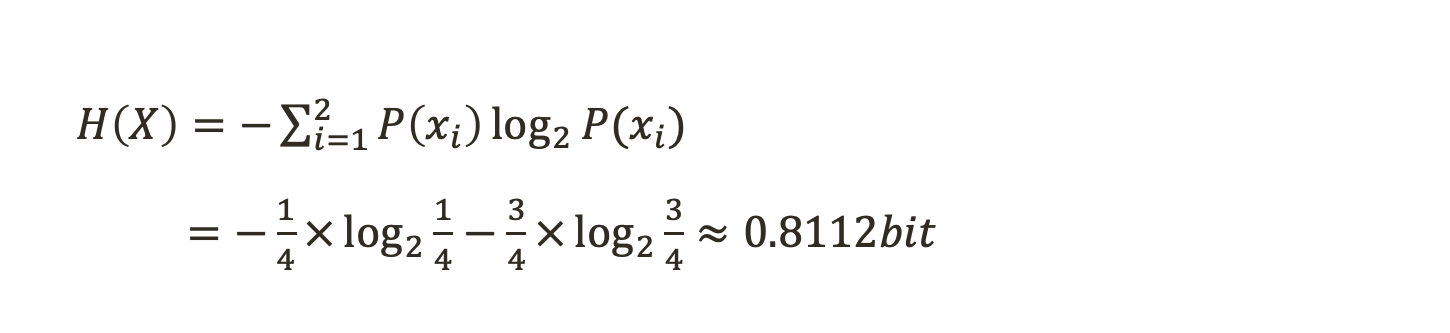 H(X) = −∑²ᵢ₌₁ P(xᵢ) log₂ P(xᵢ)
= −1/4 × log₂ 1/4 − 3/4 × log₂ 3/4 ≈ 0.8112bit